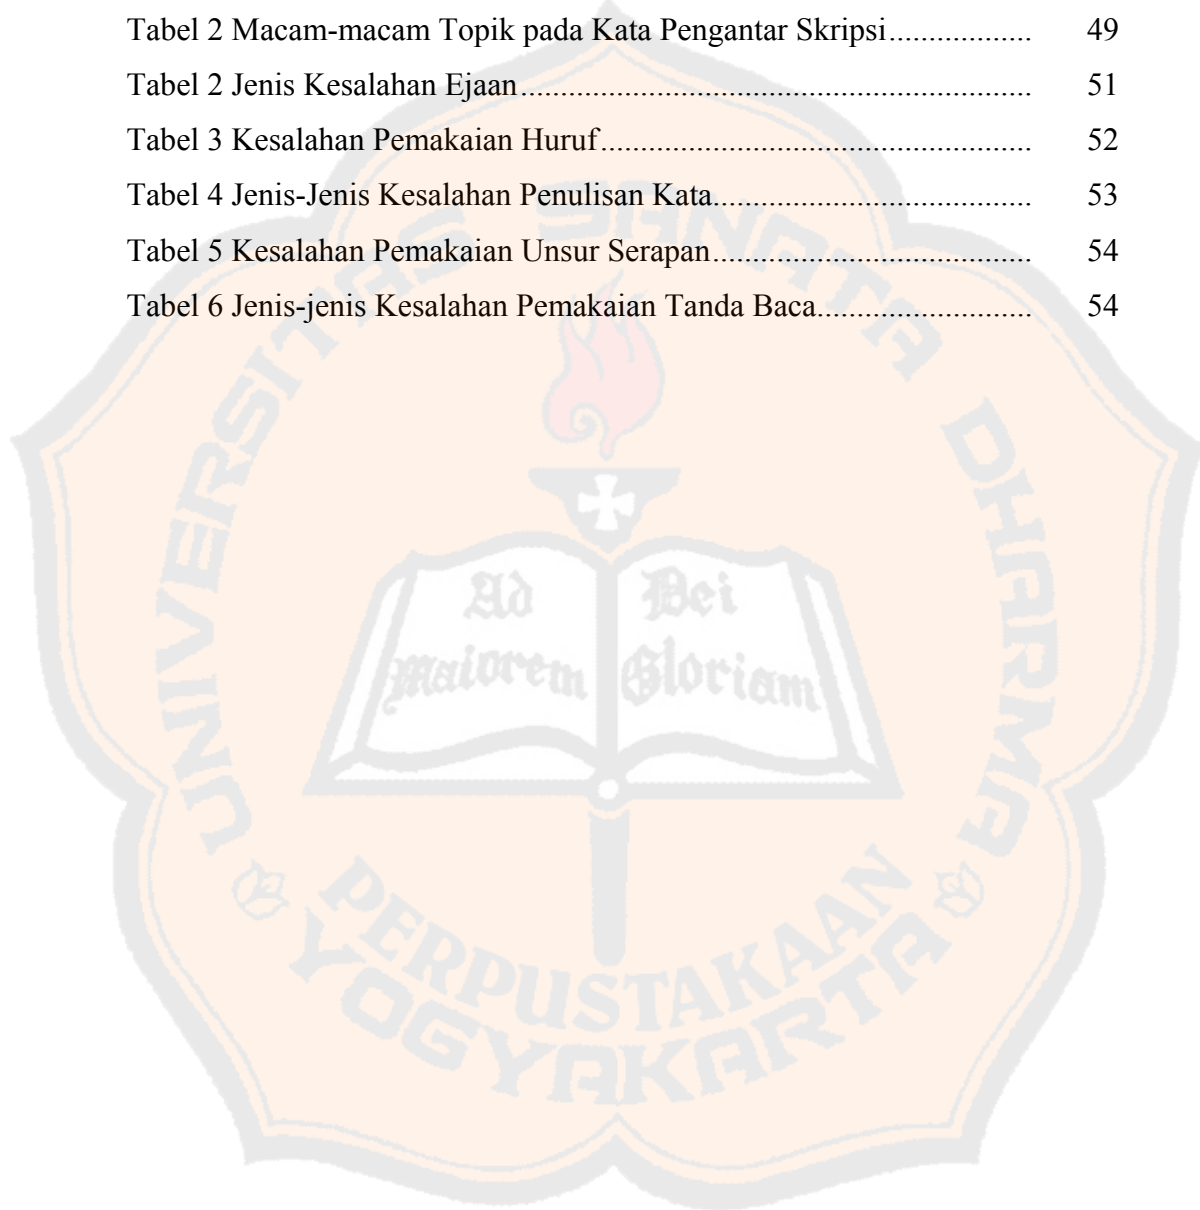 Tabel 2 Macam-macam Topik pada Kata Pengantar Skripsi.................. 49
Tabel 2 Jenis Kesalahan Ejaan................................................................ 51
Tabel 3 Kesalahan Pemakaian Huruf...................................................... 52
Tabel 4 Jenis-Jenis Kesalahan Penulisan Kata........................................ 53
Tabel 5 Kesalahan Pemakaian Unsur Serapan........................................ 54
Tabel 6 Jenis-jenis Kesalahan Pemakaian Tanda Baca........................... 54
UNIVERSITAS SANATA DHARMA
Ad Dei
maiorem Gloriam
PERPUSTAKAAN
YOGYAKARTA